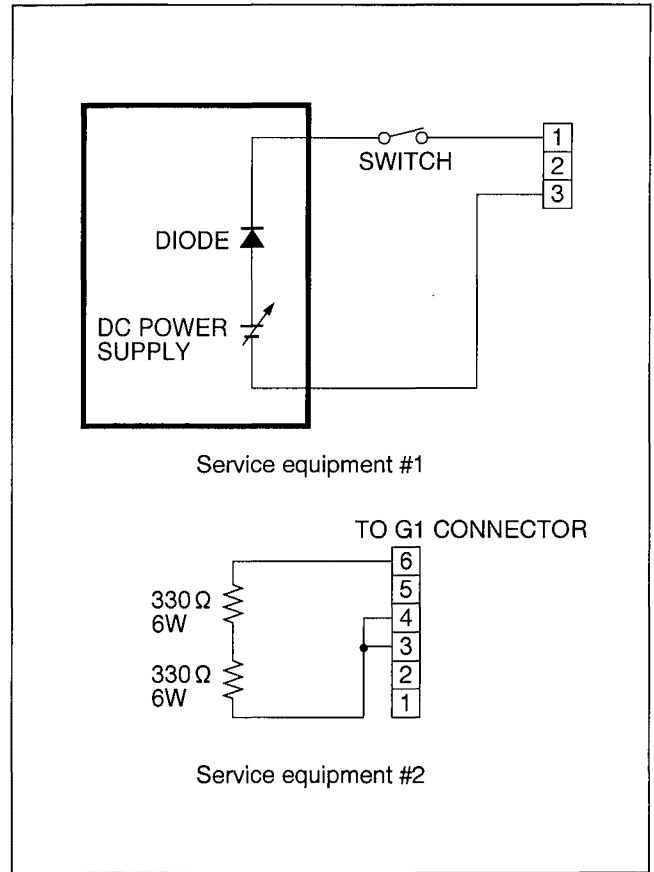 1
SWITCH
2
3
DIODE
DC POWER
SUPPLY
Service equipment #1
TO G1 CONNECTOR
6
330Ω
6W
5
4
3
330Ω
6W
2
1
Service equipment #2